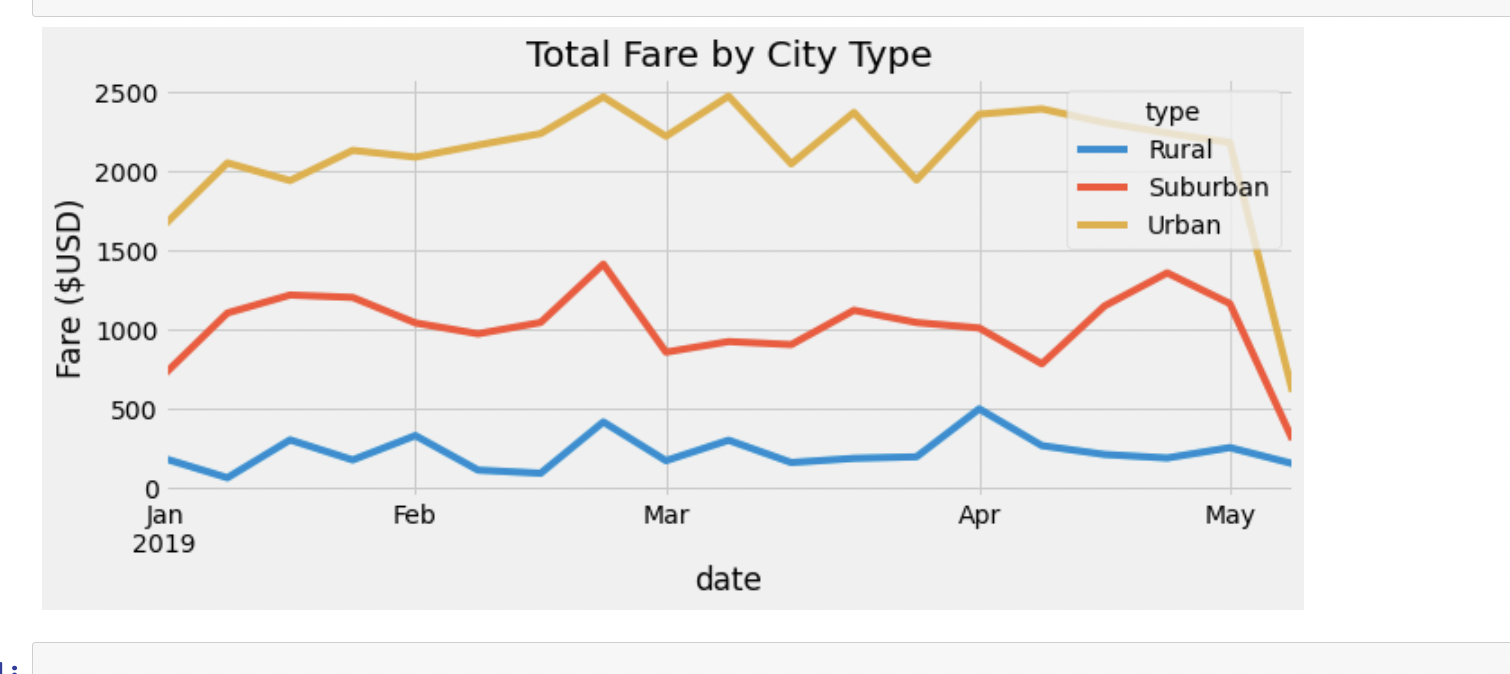 Total Fare by City Type
Fare ($USD)
2500
2000
1500
1000
500
0
type
Rural
Suburban
Urban
Jan Feb Mar Apr May
2019
date